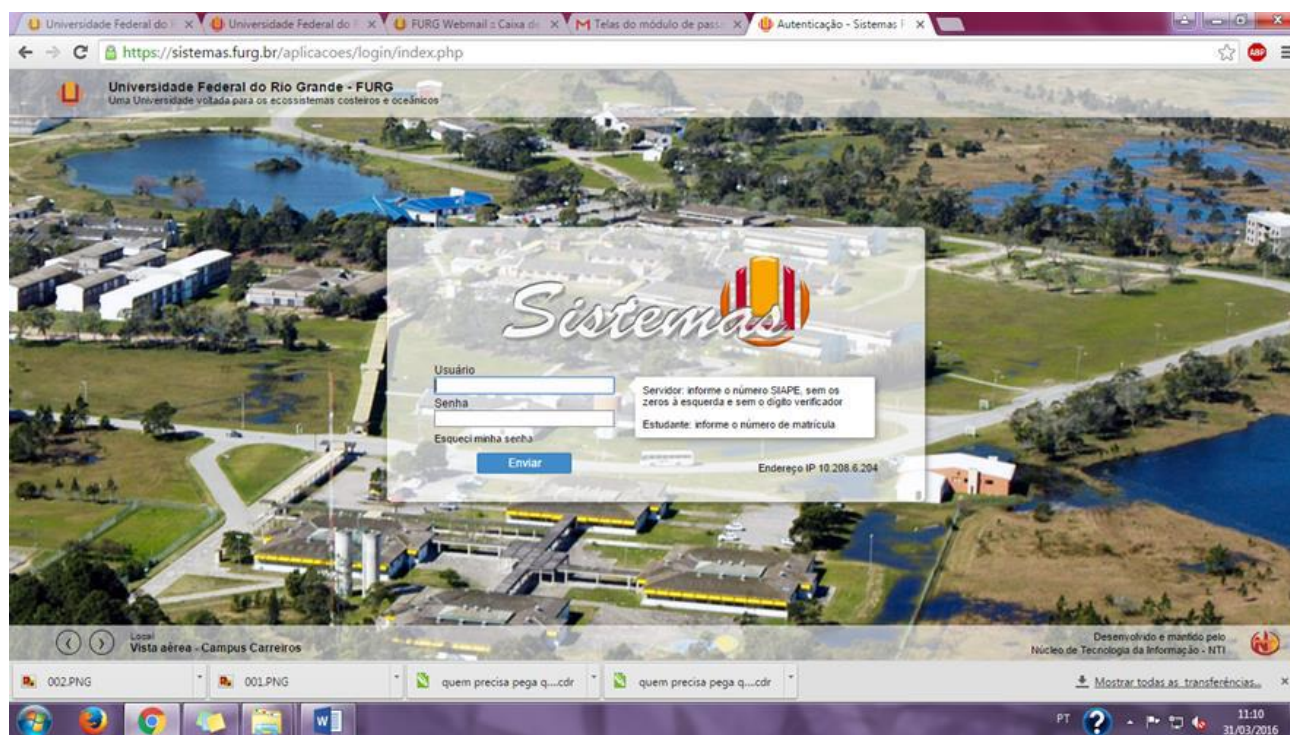 Universidade Federal do
Universidade Federal do
FURG Webmail :: Caixa de
Telas do módulo de pass
Autenticação - Sistemas
https://sistemas.furg.br/aplicacoes/login/index.php
ABP
Universidade Federal do Rio Grande - FURG
Uma Universidade voltada para os ecossistemas costeiros e oceânicos
Sistemas
Usuário
Servidor: informe o número SIAPE, sem os
zeros à esquerda e sem o dígito verificador
Senha
Estudante: informe o número de matrícula
Esqueci minha senha
Enviar
Endereço IP 10.208.6.204
Local
Vista aérea - Campus Carreiros
Desenvolvido e mantido pelo
Núcleo de Tecnologia da Informação - NTI
002.PNG
001.PNG
quem precisa pega q....cdr
quem precisa pega q....cdr
Mostrar todas as transferências...
PT
11:10
31/03/2016